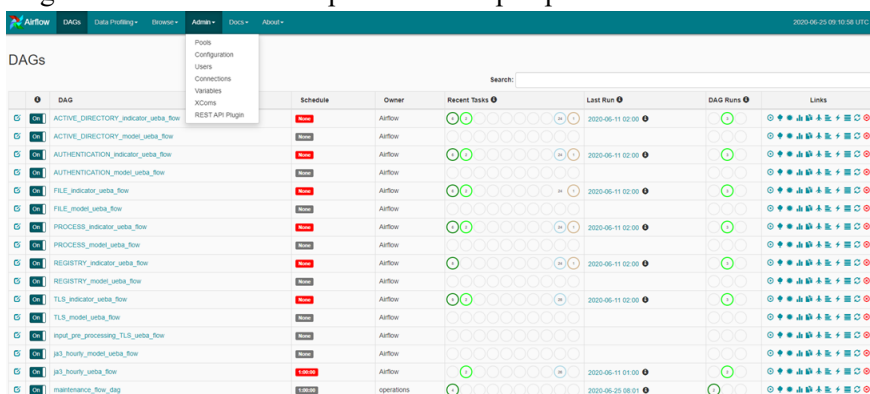 Airflow DAGs Data Profiling Browse Admin Docs About 2020-06-25 09:10:58 UTC
Pools
Configuration
Users
Connections
Variables
XComs
REST API Plugin
DAGs
Search:
DAG Schedule Owner Recent Tasks Last Run DAG Runs Links
On ACTIVE_DIRECTORY_indicator_ueba_flow None Airflow 2020-06-11 02:00
On ACTIVE_DIRECTORY_model_ueba_flow None Airflow
On AUTHENTICATION_indicator_ueba_flow None Airflow 2020-06-11 02:00
On AUTHENTICATION_model_ueba_flow None Airflow
On FILE_indicator_ueba_flow None Airflow 2020-06-11 02:00
On FILE_model_ueba_flow None Airflow
On PROCESS_indicator_ueba_flow None Airflow 2020-06-11 02:00
On PROCESS_model_ueba_flow None Airflow
On REGISTRY_indicator_ueba_flow None Airflow 2020-06-11 02:00
On REGISTRY_model_ueba_flow None Airflow
On TLS_indicator_ueba_flow None Airflow 2020-06-11 02:00
On TLS_model_ueba_flow None Airflow
On input_pre_processing_TLS_ueba_flow None Airflow
On ja3_hourly_model_ueba_flow None Airflow
On ja3_hourly_ueba_flow 1:00:00 Airflow 2020-06-11 01:00
On maintenance_flow_dag 1:00:00 operations 2020-06-25 08:01